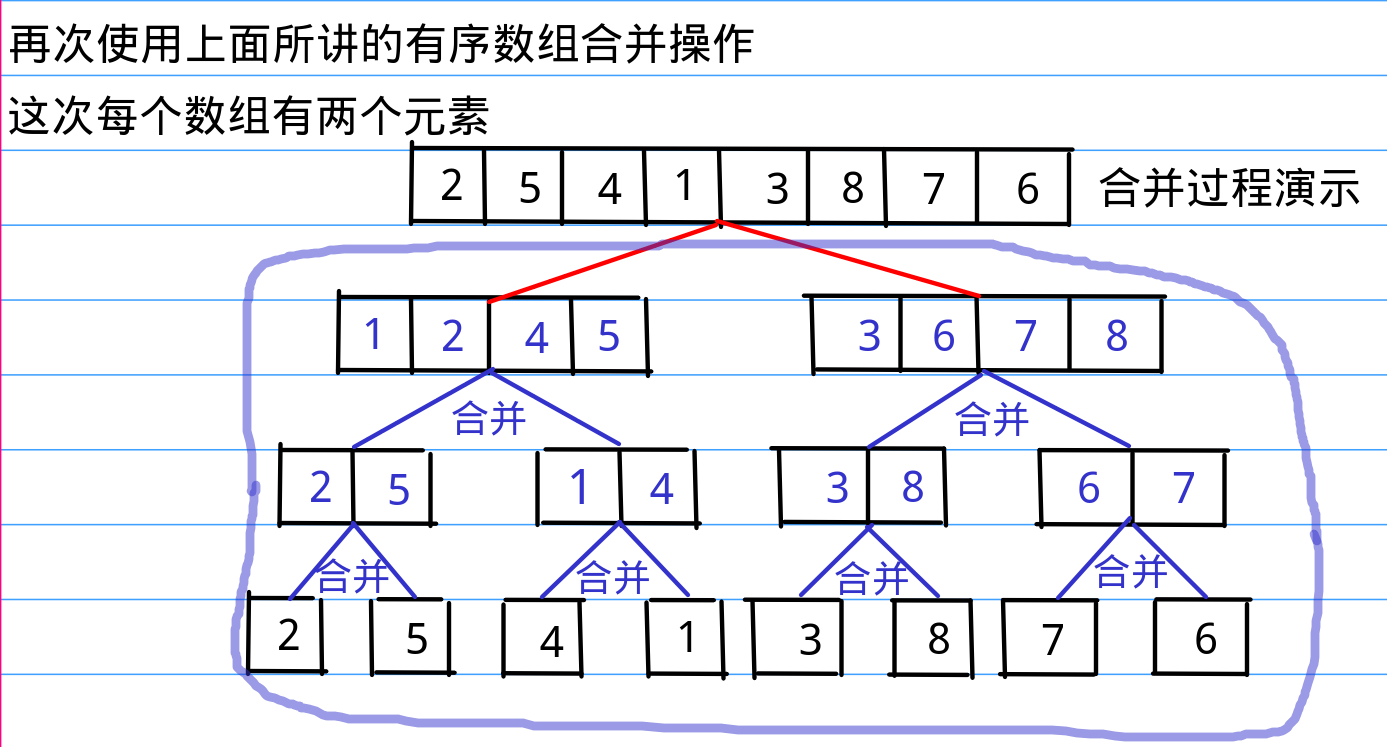 再次使用上面所讲的有序数组合并操作
这次每个数组有两个元素
2 5 4 1 3 8 7 6 合并过程演示
1 2 4 5 3 6 7 8
合并 合并
2 5 1 4 3 8 6 7
合并 合并 合并 合并
2 5 4 1 3 8 7 6